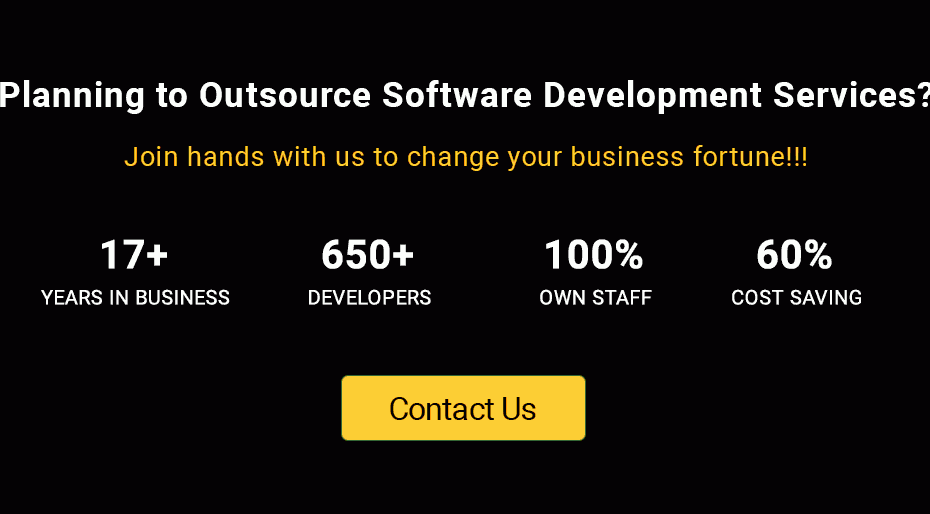 Planning to Outsource Software Development Services?
Join hands with us to change your business fortune!!!
17+ 650+ 100% 60%
YEARS IN BUSINESS DEVELOPERS OWN STAFF COST SAVING
Contact Us